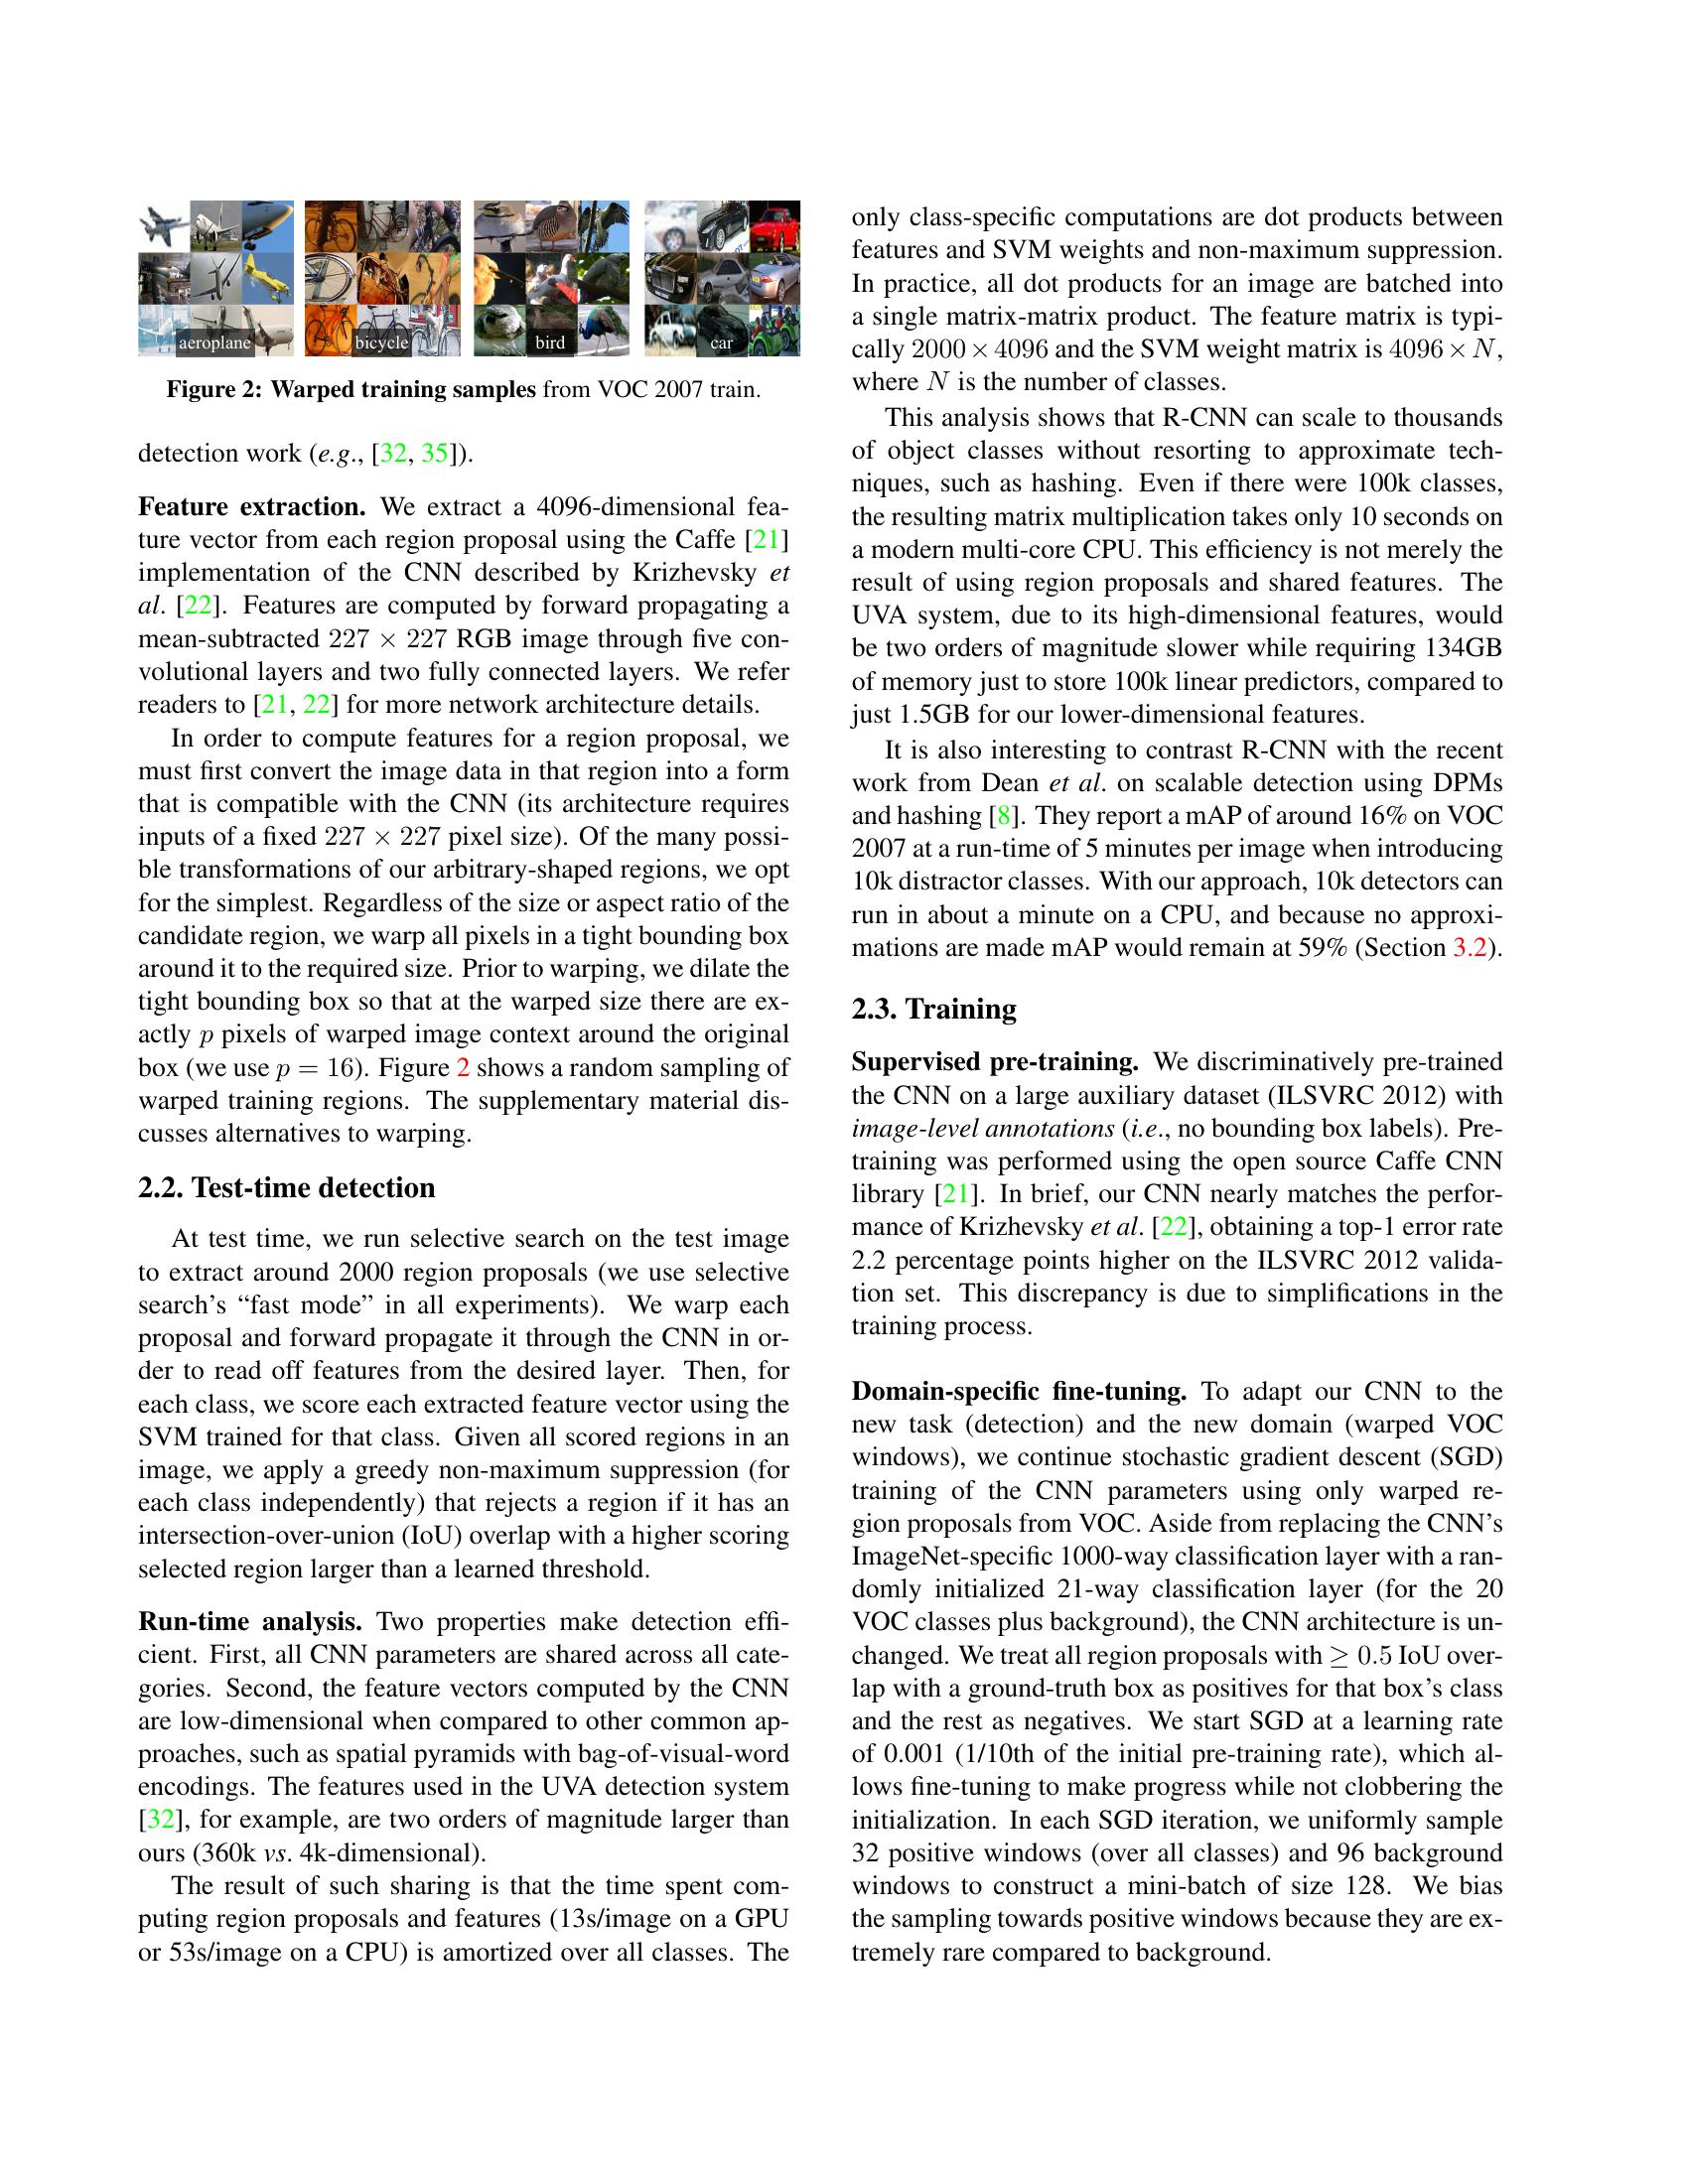 aeroplane
bicycle
bird
car
Figure 2: Warped training samples from VOC 2007 train.
detection work (e.g., [32, 35]).
Feature extraction. We extract a 4096-dimensional fea-
ture vector from each region proposal using the Caffe [21]
implementation of the CNN described by Krizhevsky et
al. [22]. Features are computed by forward propagating a
mean-subtracted 227 × 227 RGB image through five con-
volutional layers and two fully connected layers. We refer
readers to [21, 22] for more network architecture details.
In order to compute features for a region proposal, we
must first convert the image data in that region into a form
that is compatible with the CNN (its architecture requires
inputs of a fixed 227 × 227 pixel size). Of the many possi-
ble transformations of our arbitrary-shaped regions, we opt
for the simplest. Regardless of the size or aspect ratio of the
candidate region, we warp all pixels in a tight bounding box
around it to the required size. Prior to warping, we dilate the
tight bounding box so that at the warped size there are ex-
actly p pixels of warped image context around the original
box (we use p = 16). Figure 2 shows a random sampling of
warped training regions. The supplementary material dis-
cusses alternatives to warping.
2.2. Test-time detection
At test time, we run selective search on the test image
to extract around 2000 region proposals (we use selective
search's “fast mode” in all experiments). We warp each
proposal and forward propagate it through the CNN in or-
der to read off features from the desired layer. Then, for
each class, we score each extracted feature vector using the
SVM trained for that class. Given all scored regions in an
image, we apply a greedy non-maximum suppression (for
each class independently) that rejects a region if it has an
intersection-over-union (IoU) overlap with a higher scoring
selected region larger than a learned threshold.
Run-time analysis. Two properties make detection effi-
cient. First, all CNN parameters are shared across all cate-
gories. Second, the feature vectors computed by the CNN
are low-dimensional when compared to other common ap-
proaches, such as spatial pyramids with bag-of-visual-word
encodings. The features used in the UVA detection system
[32], for example, are two orders of magnitude larger than
ours (360k vs. 4k-dimensional).
The result of such sharing is that the time spent com-
puting region proposals and features (13s/image on a GPU
or 53s/image on a CPU) is amortized over all classes. The
only class-specific computations are dot products between
features and SVM weights and non-maximum suppression.
In practice, all dot products for an image are batched into
a single matrix-matrix product. The feature matrix is typi-
cally 2000 × 4096 and the SVM weight matrix is 4096 × N,
where N is the number of classes.
This analysis shows that R-CNN can scale to thousands
of object classes without resorting to approximate tech-
niques, such as hashing. Even if there were 100k classes,
the resulting matrix multiplication takes only 10 seconds on
a modern multi-core CPU. This efficiency is not merely the
result of using region proposals and shared features. The
UVA system, due to its high-dimensional features, would
be two orders of magnitude slower while requiring 134GB
of memory just to store 100k linear predictors, compared to
just 1.5GB for our lower-dimensional features.
It is also interesting to contrast R-CNN with the recent
work from Dean et al. on scalable detection using DPMs
and hashing [8]. They report a mAP of around 16% on VOC
2007 at a run-time of 5 minutes per image when introducing
10k distractor classes. With our approach, 10k detectors can
run in about a minute on a CPU, and because no approxi-
mations are made mAP would remain at 59% (Section 3.2).
2.3. Training
Supervised pre-training. We discriminatively pre-trained
the CNN on a large auxiliary dataset (ILSVRC 2012) with
image-level annotations (i.e., no bounding box labels). Pre-
training was performed using the open source Caffe CNN
library [21]. In brief, our CNN nearly matches the perfor-
mance of Krizhevsky et al. [22], obtaining a top-1 error rate
2.2 percentage points higher on the ILSVRC 2012 valida-
tion set. This discrepancy is due to simplifications in the
training process.
Domain-specific fine-tuning. To adapt our CNN to the
new task (detection) and the new domain (warped VOC
windows), we continue stochastic gradient descent (SGD)
training of the CNN parameters using only warped re-
gion proposals from VOC. Aside from replacing the CNN's
ImageNet-specific 1000-way classification layer with a ran-
domly initialized 21-way classification layer (for the 20
VOC classes plus background), the CNN architecture is un-
changed. We treat all region proposals with ≥ 0.5 IoU over-
lap with a ground-truth box as positives for that box's class
and the rest as negatives. We start SGD at a learning rate
of 0.001 (1/10th of the initial pre-training rate), which al-
lows fine-tuning to make progress while not clobbering the
initialization. In each SGD iteration, we uniformly sample
32 positive windows (over all classes) and 96 background
windows to construct a mini-batch of size 128. We bias
the sampling towards positive windows because they are ex-
tremely rare compared to background.